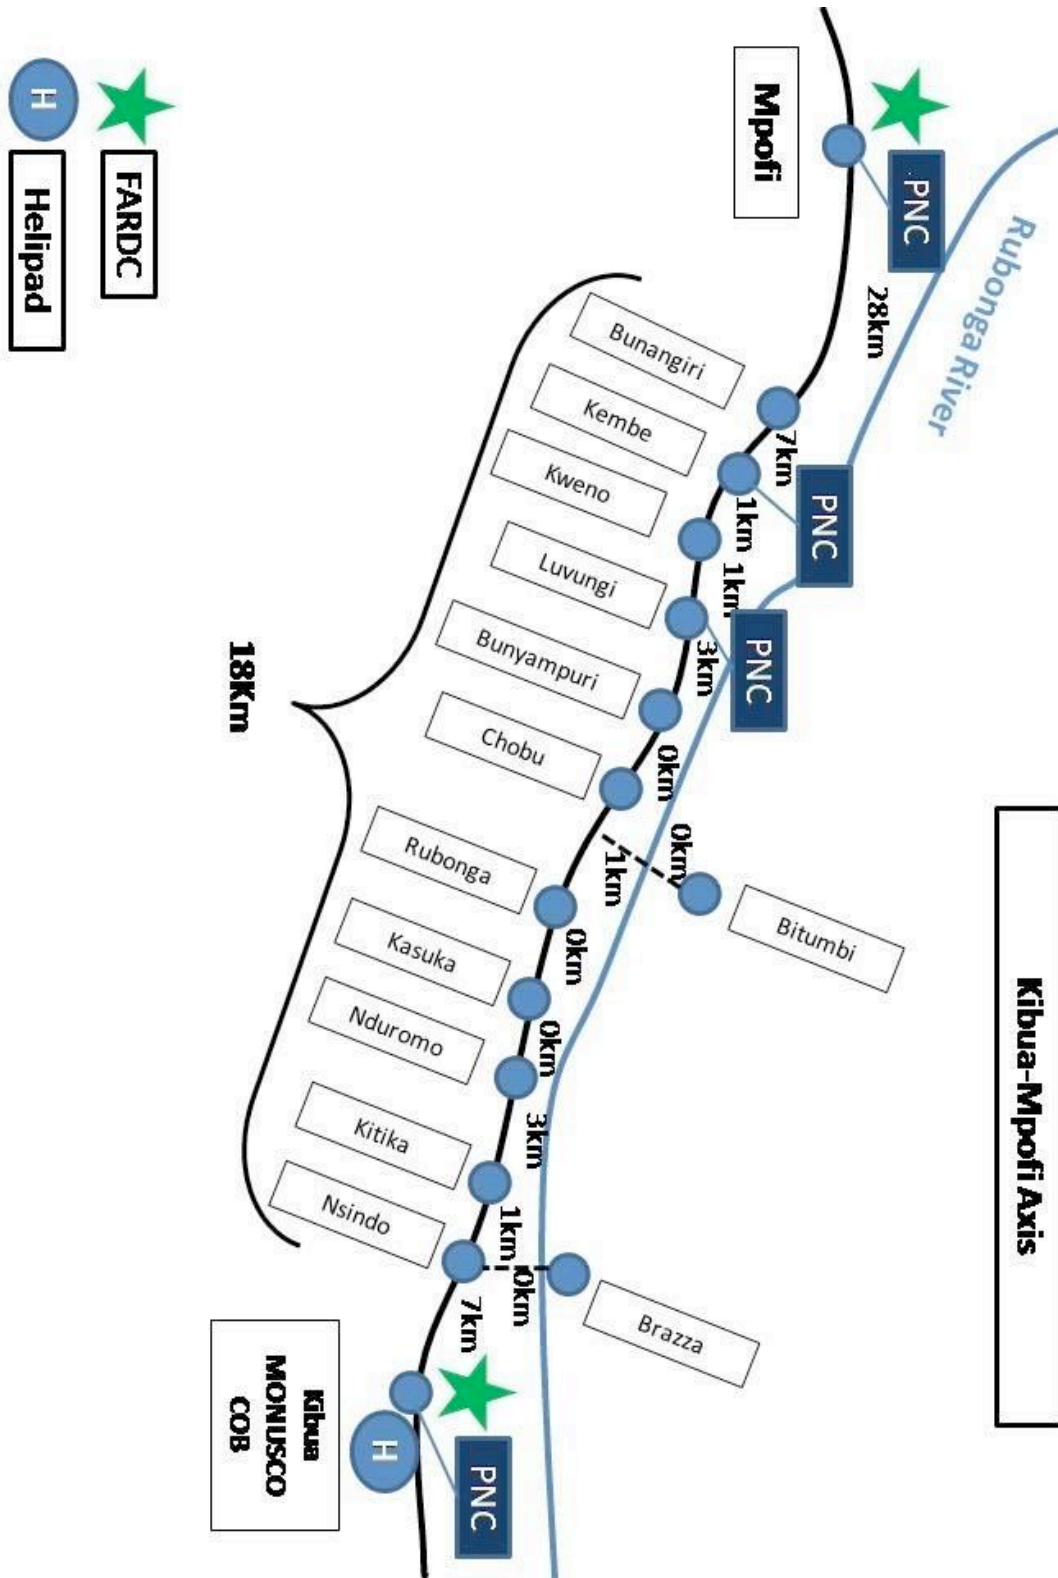 Kibua-Mpofi Axis
Rubonga River
PNC
28km
PNC
Bitumbi
Mpofi
7km
1km
1km
PNC
3km
0km
0km
1km
Brazza
Bunangiri
Kembe
Kweno
Luvungi
Bunyampuri
Chobu
Rubonga
Kasuka
Nduromo
Kitika
Nsindo
0km
0km
3km
1km
0km
7km
PNC
H
Kibua
MONUSCO
COB
18Km
FARDC
H
Helipad